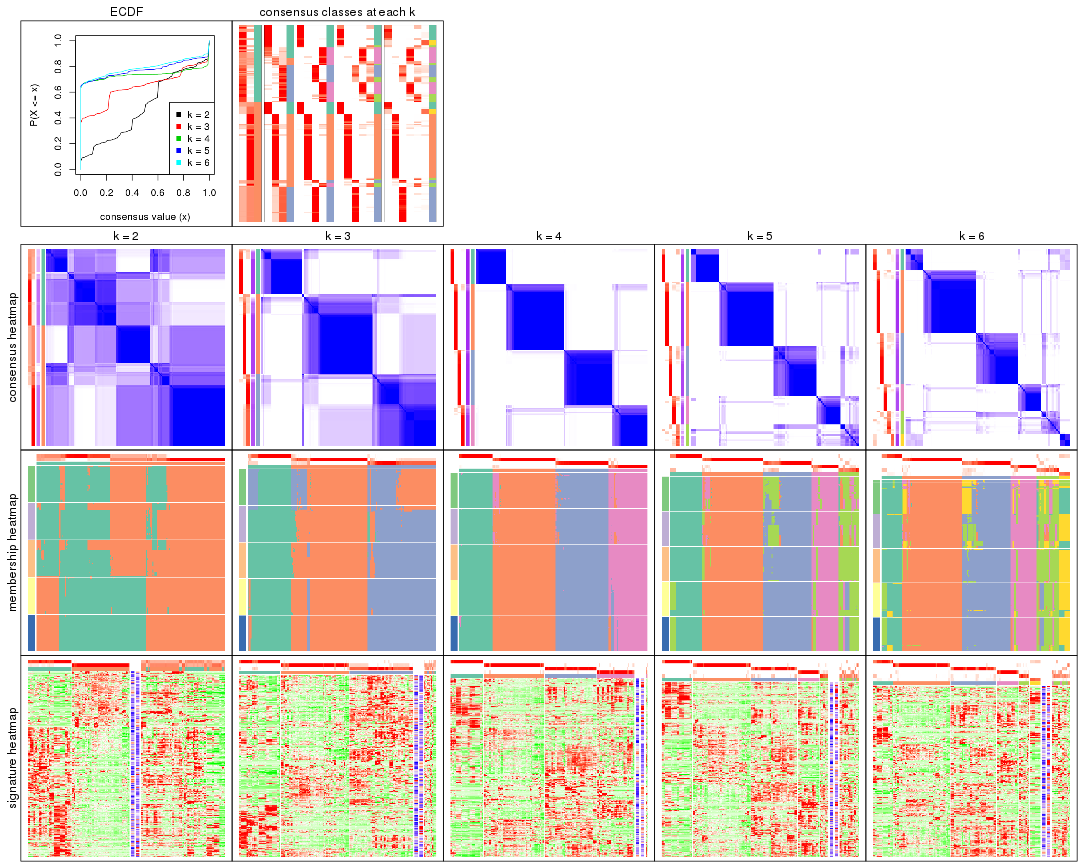 ECDF
consensus classes at each k
P(X <= x)
0.0 0.2 0.4 0.6 0.8 1.0
k = 2
k = 3
k = 4
k = 5
k = 6
0.0 0.2 0.4 0.6 0.8 1.0
consensus value (x)
k = 2 k = 3 k = 4 k = 5 k = 6
consensus heatmap
membership heatmap
signature heatmap